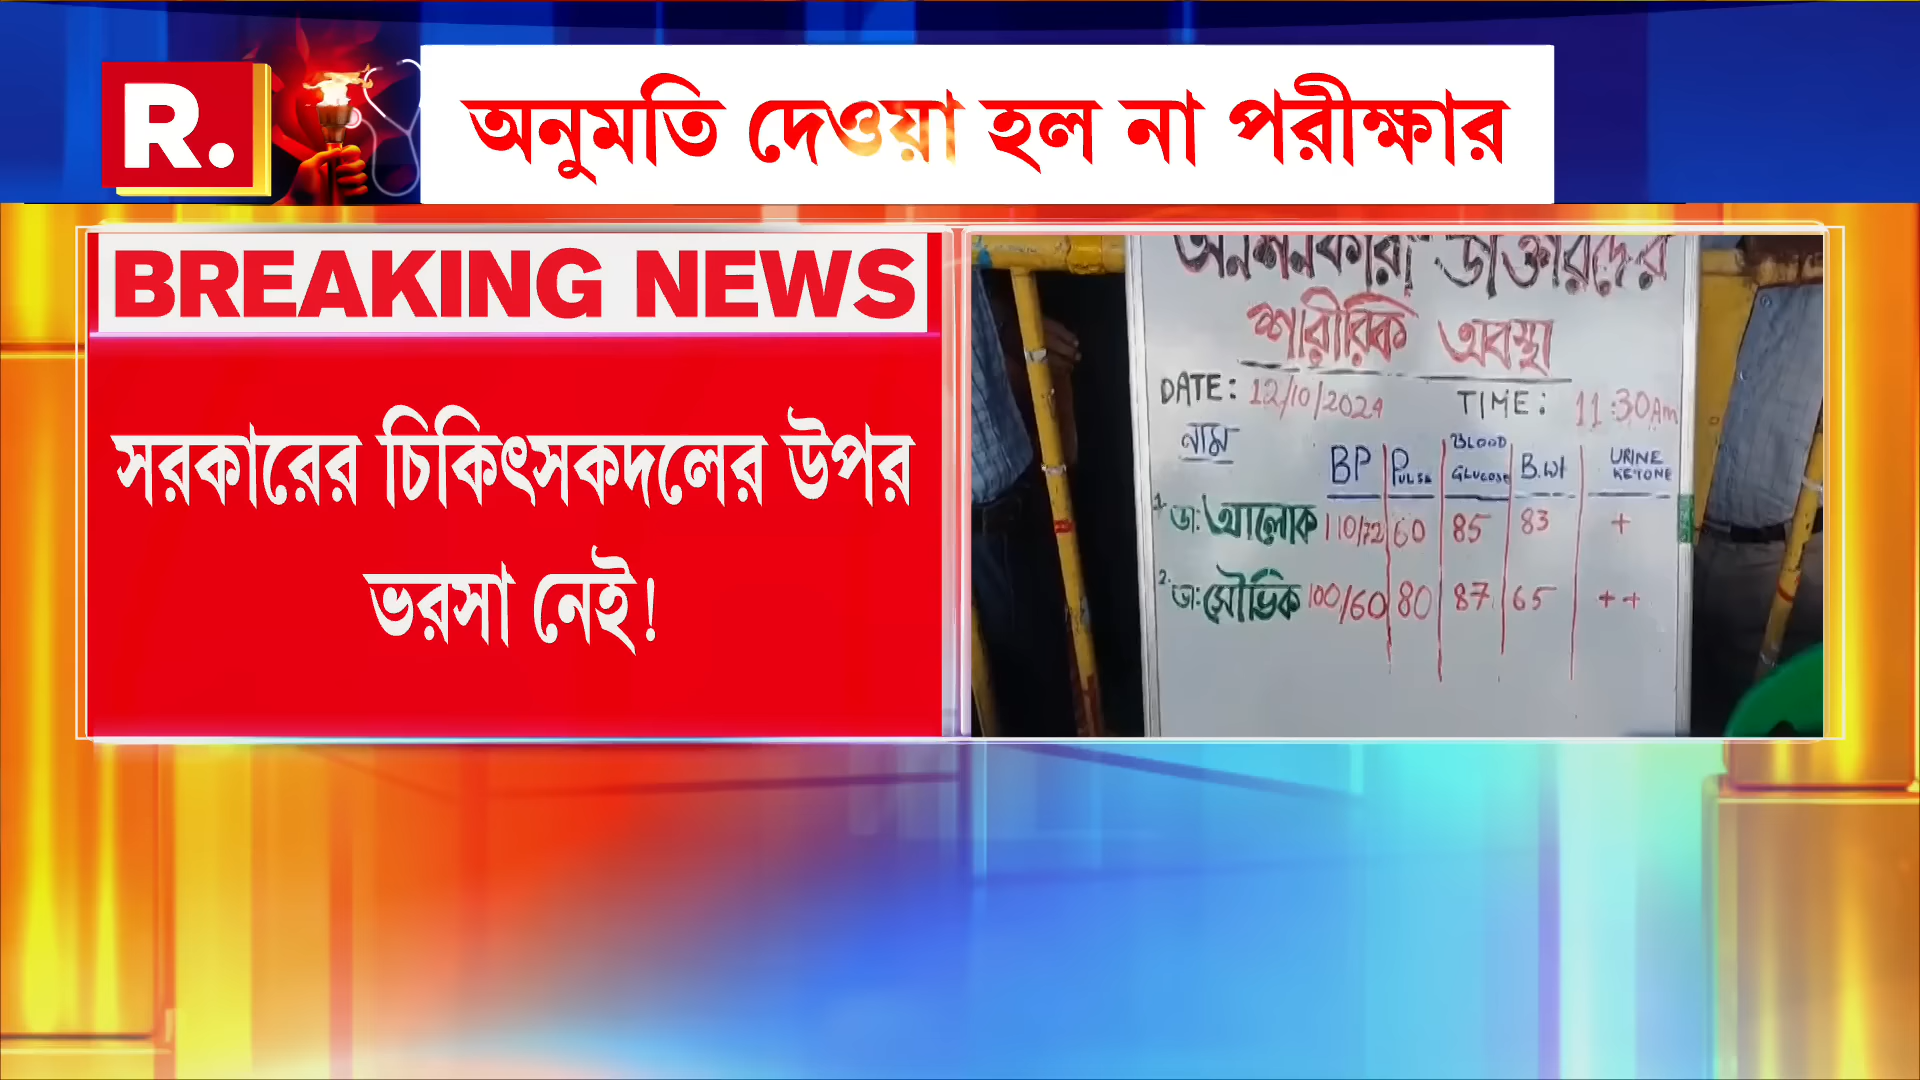 R.
অনুমতি দেওয়া হল না পরীক্ষার
BREAKING NEWS
সরকারের চিকিৎসকদলের উপর
ভরসা নেই!
অনশনকারী ডাক্তারদের
শারীরিক অবস্থা
DATE: 12/10/2024 TIME: 11:30Am
নাম BP PULSE BLOOD GLUCOSE B.Wt URINE KETONE
1. ডাঃ আলোক 110/72 60 85 83 +
2. ডাঃ সৌভিক 100/60 80 87 65 ++